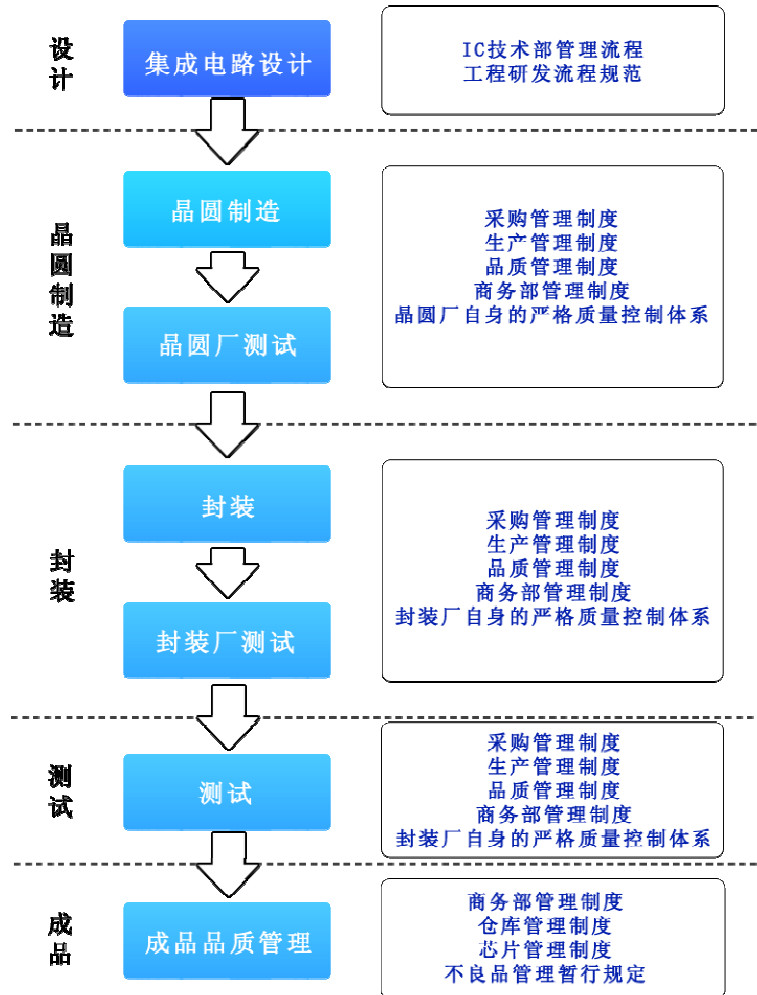 设计
集成电路设计
IC技术部管理流程
工程研发流程规范
晶圆制造
晶圆制造
晶圆厂测试
采购管理制度
生产管理制度
品质管理制度
商务部管理制度
晶圆厂自身的严格质量控制体系
封装
封装
封装厂测试
采购管理制度
生产管理制度
品质管理制度
商务部管理制度
封装厂自身的严格质量控制体系
测试
测试
采购管理制度
生产管理制度
品质管理制度
商务部管理制度
封装厂自身的严格质量控制体系
成品
成品品质管理
商务部管理制度
仓库管理制度
芯片管理制度
不良品管理暂行规定